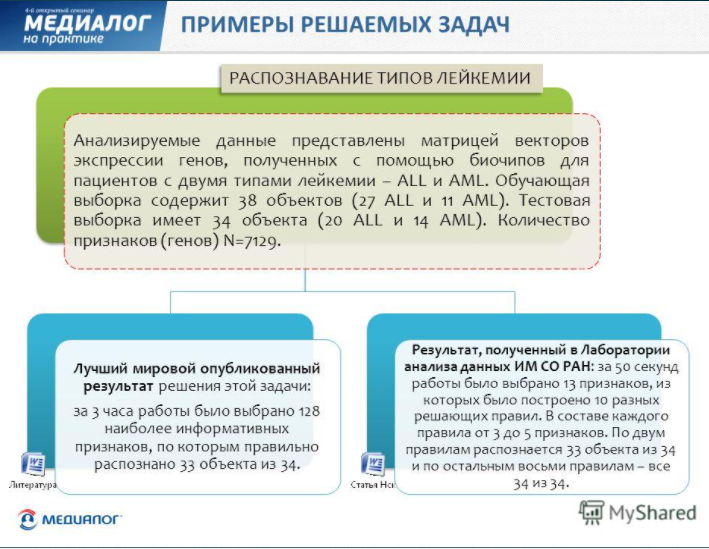 4-й открытый семинар
МЕДИАЛОГ
на практике
ПРИМЕРЫ РЕШАЕМЫХ ЗАДАЧ
РАСПОЗНАВАНИЕ ТИПОВ ЛЕЙКЕМИИ
Анализируемые данные представлены матрицей векторов
экспрессии генов, полученных с помощью биочипов для
пациентов с двумя типами лейкемии – ALL и AML. Обучающая
выборка содержит 38 объектов (27 ALL и 11 AML). Тестовая
выборка имеет 34 объекта (20 ALL и 14 AML). Количество
признаков (генов) N=7129.
Лучший мировой опубликованный
результат решения этой задачи:
за 3 часа работы было выбрано 128
наиболее информативных
признаков, по которым правильно
распознано 33 объекта из 34.
Литература
Результат, полученный в Лаборатории
анализа данных ИМ СО РАН: за 50 секунд
работы было выбрано 13 признаков, из
которых было построено 10 разных
решающих правил. В составе каждого
правила от 3 до 5 признаков. По двум
правилам распознается 33 объекта из 34
и по остальным восьми правилам – все
34 из 34.
Статья
МЕДИАЛОГ
MyShared